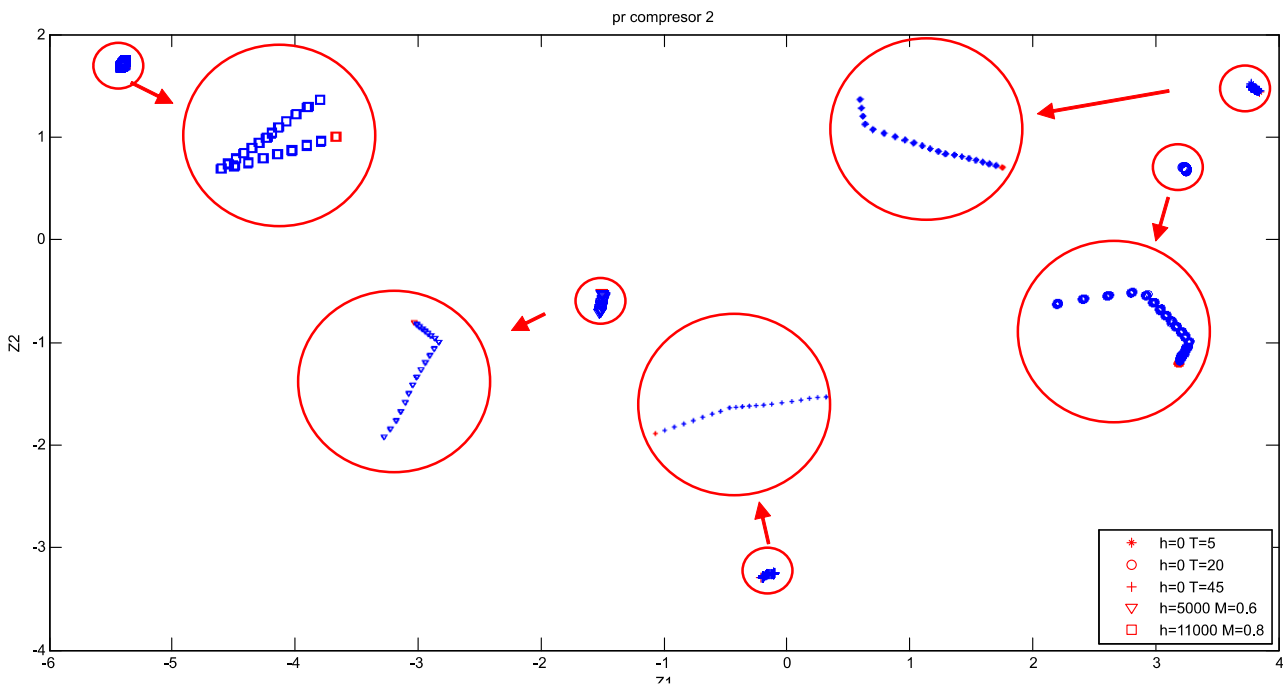 pr compresor 2
2
1
0
-1
-2
-3
-4
Z2
h=0 T=5
h=0 T=20
h=0 T=45
h=5000 M=0.6
h=11000 M=0.8
-6 -5 -4 -3 -2 -1 0 1 2 3 4
Z1